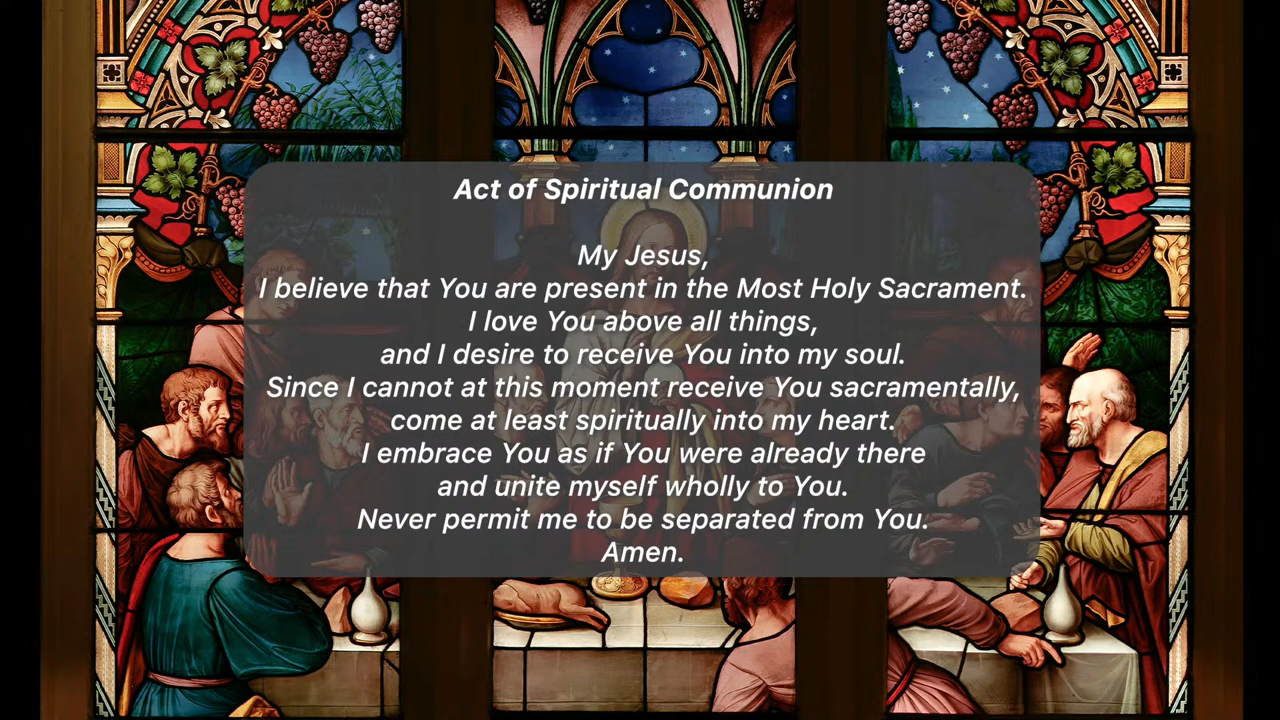 Act of Spiritual Communion
My Jesus,
I believe that You are present in the Most Holy Sacrament.
I love You above all things,
and I desire to receive You into my soul.
Since I cannot at this moment receive You sacramentally,
come at least spiritually into my heart.
I embrace You as if You were already there
and unite myself wholly to You.
Never permit me to be separated from You.
Amen.